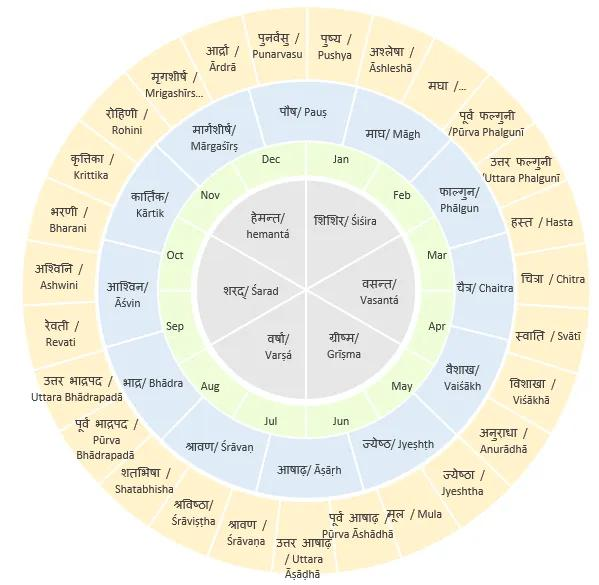 पुष्य /
Pushya
अश्लेषा /
Āshleshā
मघा /...
पूर्व फल्गुनी
/Pūrva Phalgunī
उत्तर फल्गुनी
/Uttara Phalgunī
हस्त / Hasta
चित्रा / Chitra
स्वाति / Svātī
विशाखा /
Viśākhā
अनुराधा /
Anurādhā
ज्येष्ठा /
Jyeshtha
मूल / Mula
पूर्व आषाढ़ /
Pūrva Āshādhā
उत्तर आषाढ़
/ Uttara
Āṣāḍhā
श्रावण /
Śrāvaṇa
श्रविष्ठा/
Śrāviṣṭha
शतभिषा /
Shatabhisha
पूर्व भाद्रपद /
Pūrva
Bhādrapadā
उत्तर भाद्रपद /
Uttara Bhādrapadā
रेवती /
Revati
अश्विनि /
Ashwini
भरणी /
Bharani
कृत्तिका /
Krittika
रोहिणी /
Rohini
मृगशीर्ष /
Mrigashīrs...
आर्द्रा /
Ārdrā
पुनर्वसु /
Punarvasu
माघ/ Māgh
फाल्गुन/
Phālgun
चैत्र/ Chaitra
वैशाख/
Vaiśākh
ज्येष्ठ/ Jyeṣhṭh
आषाढ़/ Āṣāṛh
श्रावण/ Śrāvaṇ
भाद्र/ Bhādra
आश्विन/
Āśvin
कार्तिक/
Kārtik
मार्गशीर्ष/
Mārgaśīrṣ
पौष/ Pauṣ
Jan
Feb
Mar
Apr
May
Jun
Jul
Aug
Sep
Oct
Nov
Dec
शिशिर/ Śiśira
वसन्त/
Vasantá
ग्रीष्म/
Grīṣma
वर्षा/
Varṣá
शरद्/ Śarad
हेमन्त/
hemantá